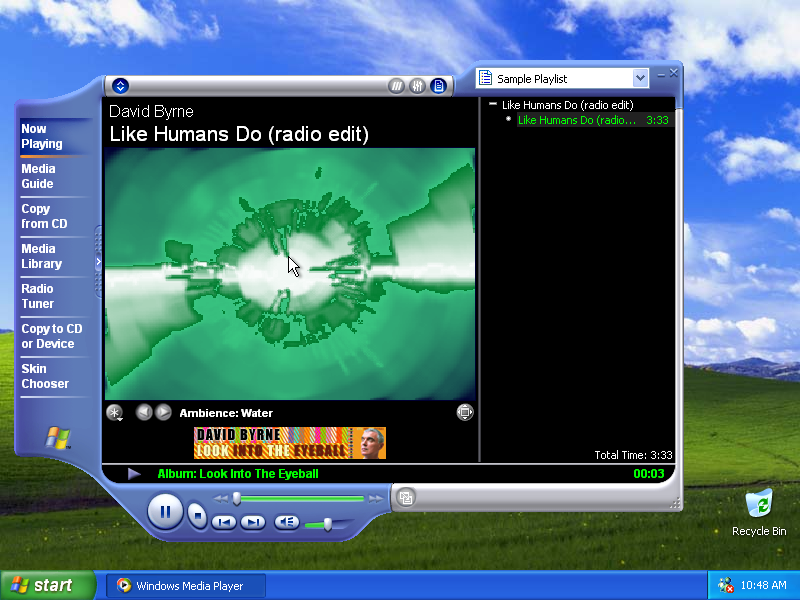 Sample Playlist
David Byrne
Like Humans Do (radio edit)
Like Humans Do (radio edit)
Like Humans Do (radio... 3:33
Now
Playing
Media
Guide
Copy
from CD
Media
Library
Radio
Tuner
Copy to CD
or Device
Skin
Chooser
Ambience: Water
DAVID BYRNE
LOOK INTO THE EYEBALL
Total Time: 3:33
Album: Look Into The Eyeball
00:03
Recycle Bin
start
Windows Media Player
10:48 AM